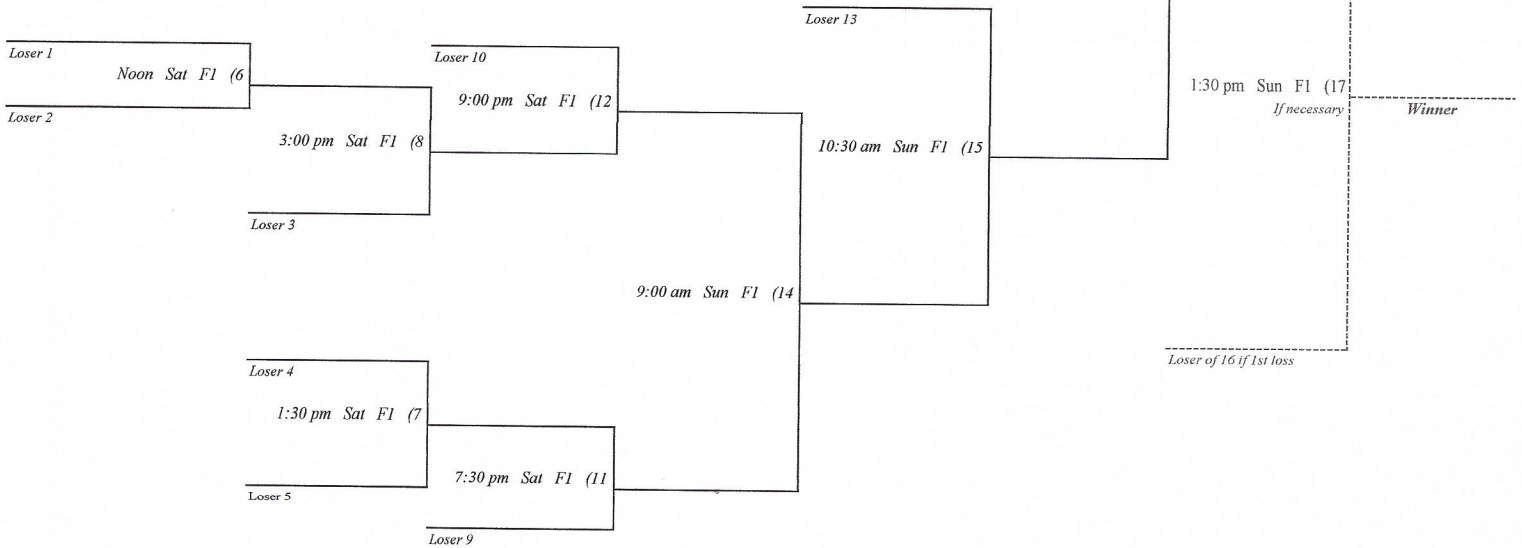 Loser 13
Loser 1
Noon Sat F1 (6
Loser 2
Loser 10
9:00 pm Sat F1 (12
1:30 pm Sun F1 (17
If necessary
Winner
3:00 pm Sat F1 (8
10:30 am Sun F1 (15
Loser 3
9:00 am Sun F1 (14
Loser of 16 if 1st loss
Loser 4
1:30 pm Sat F1 (7
Loser 5
7:30 pm Sat F1 (11
Loser 9